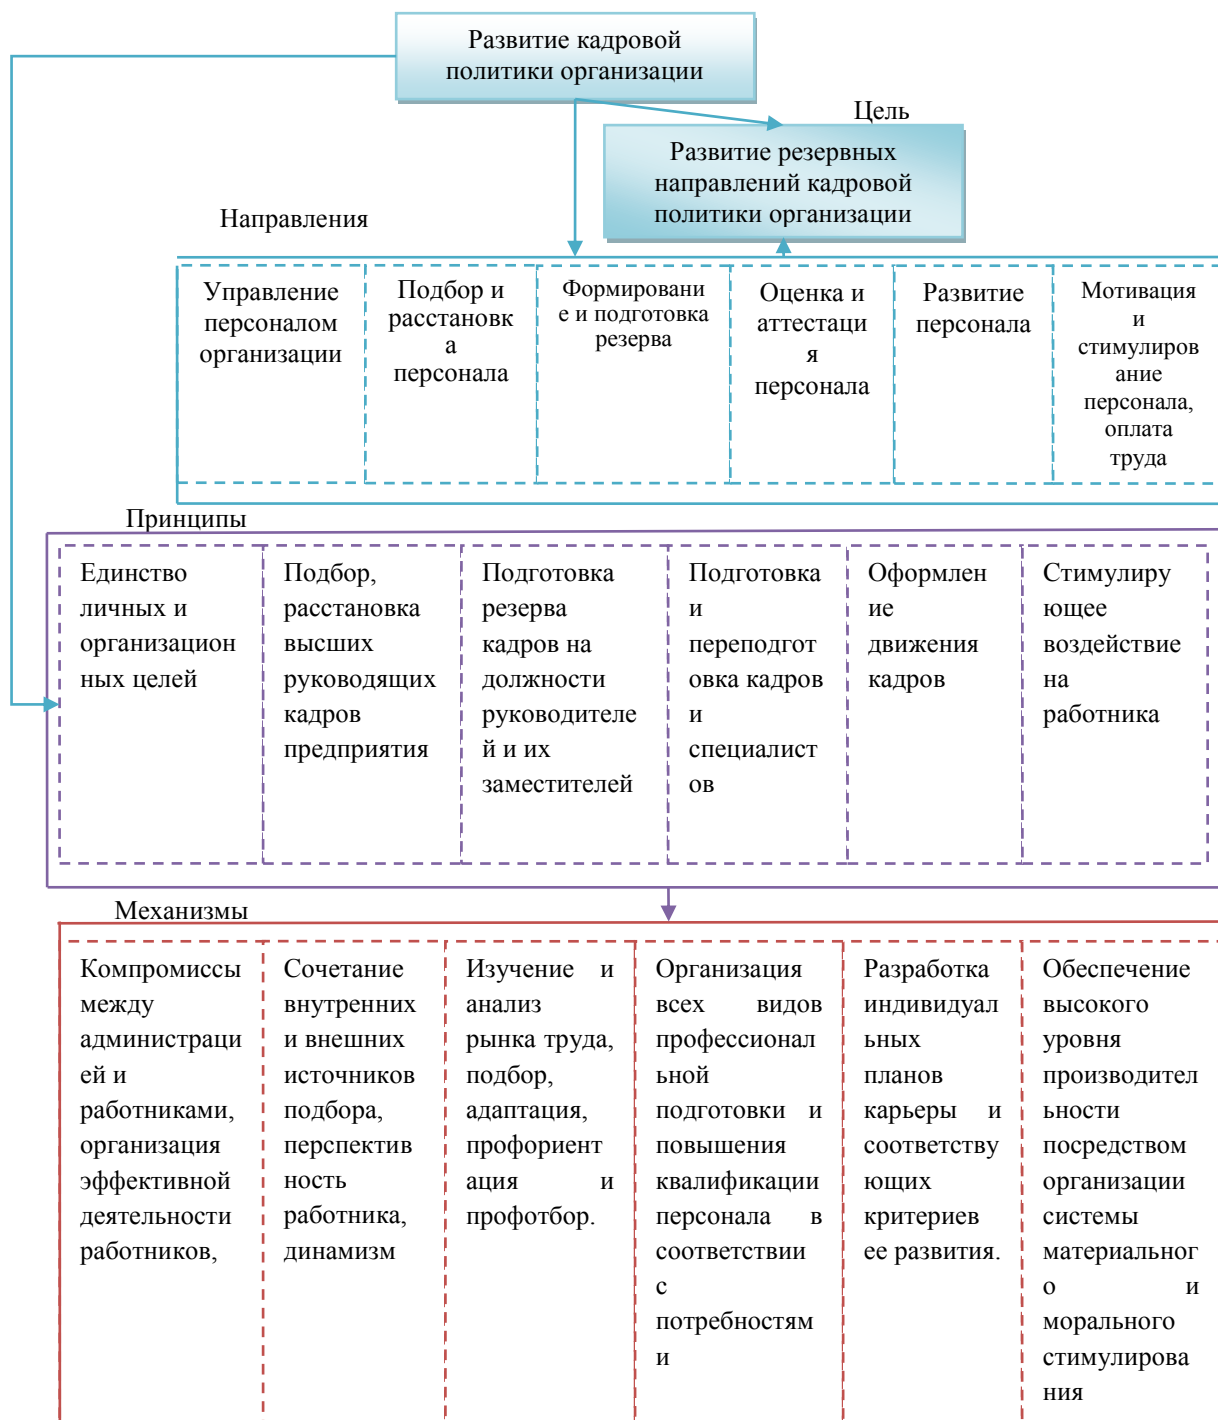 Развитие кадровой
политики организации
Цель
Развитие резервных
направлений кадровой
политики организации
Направления
Управление
персоналом
организации
Подбор и
расстановк
а
персонала
Формировани
е и подготовка
резерва
Оценка и
аттестаци
я
персонала
Развитие
персонала
Мотивация
и
стимулиров
ание
персонала,
оплата
труда
Принципы
Единство
личных и
организацион
ных целей
Подбор,
расстановка
высших
руководящих
кадров
предприятия
Подготовка
резерва
кадров на
должности
руководителе
й и их
заместителей
Подготовка
и
переподгот
овка кадров
и
специалист
ов
Оформлен
ие
движения
кадров
Стимулиру
ющее
воздействие
на
работника
Механизмы
Компромиссы
между
администраци
ей и
работниками,
организация
эффективной
деятельности
работников,
Сочетание
внутренних
и внешних
источников
подбора,
перспектив
ность
работника,
динамизм
Изучение и
анализ
рынка труда,
подбор,
адаптация,
профориент
ация и
профотбор.
Организация
всех видов
профессионал
ьной
подготовки и
повышения
квалификации
персонала в
соответствии
с
потребностям
и
Разработка
индивидуал
ьных
планов
карьеры и
соответству
ющих
критериев
ее развития.
Обеспечение
высокого
уровня
производител
ьности
посредством
организации
системы
материальног
о и
морального
стимулирова
ния